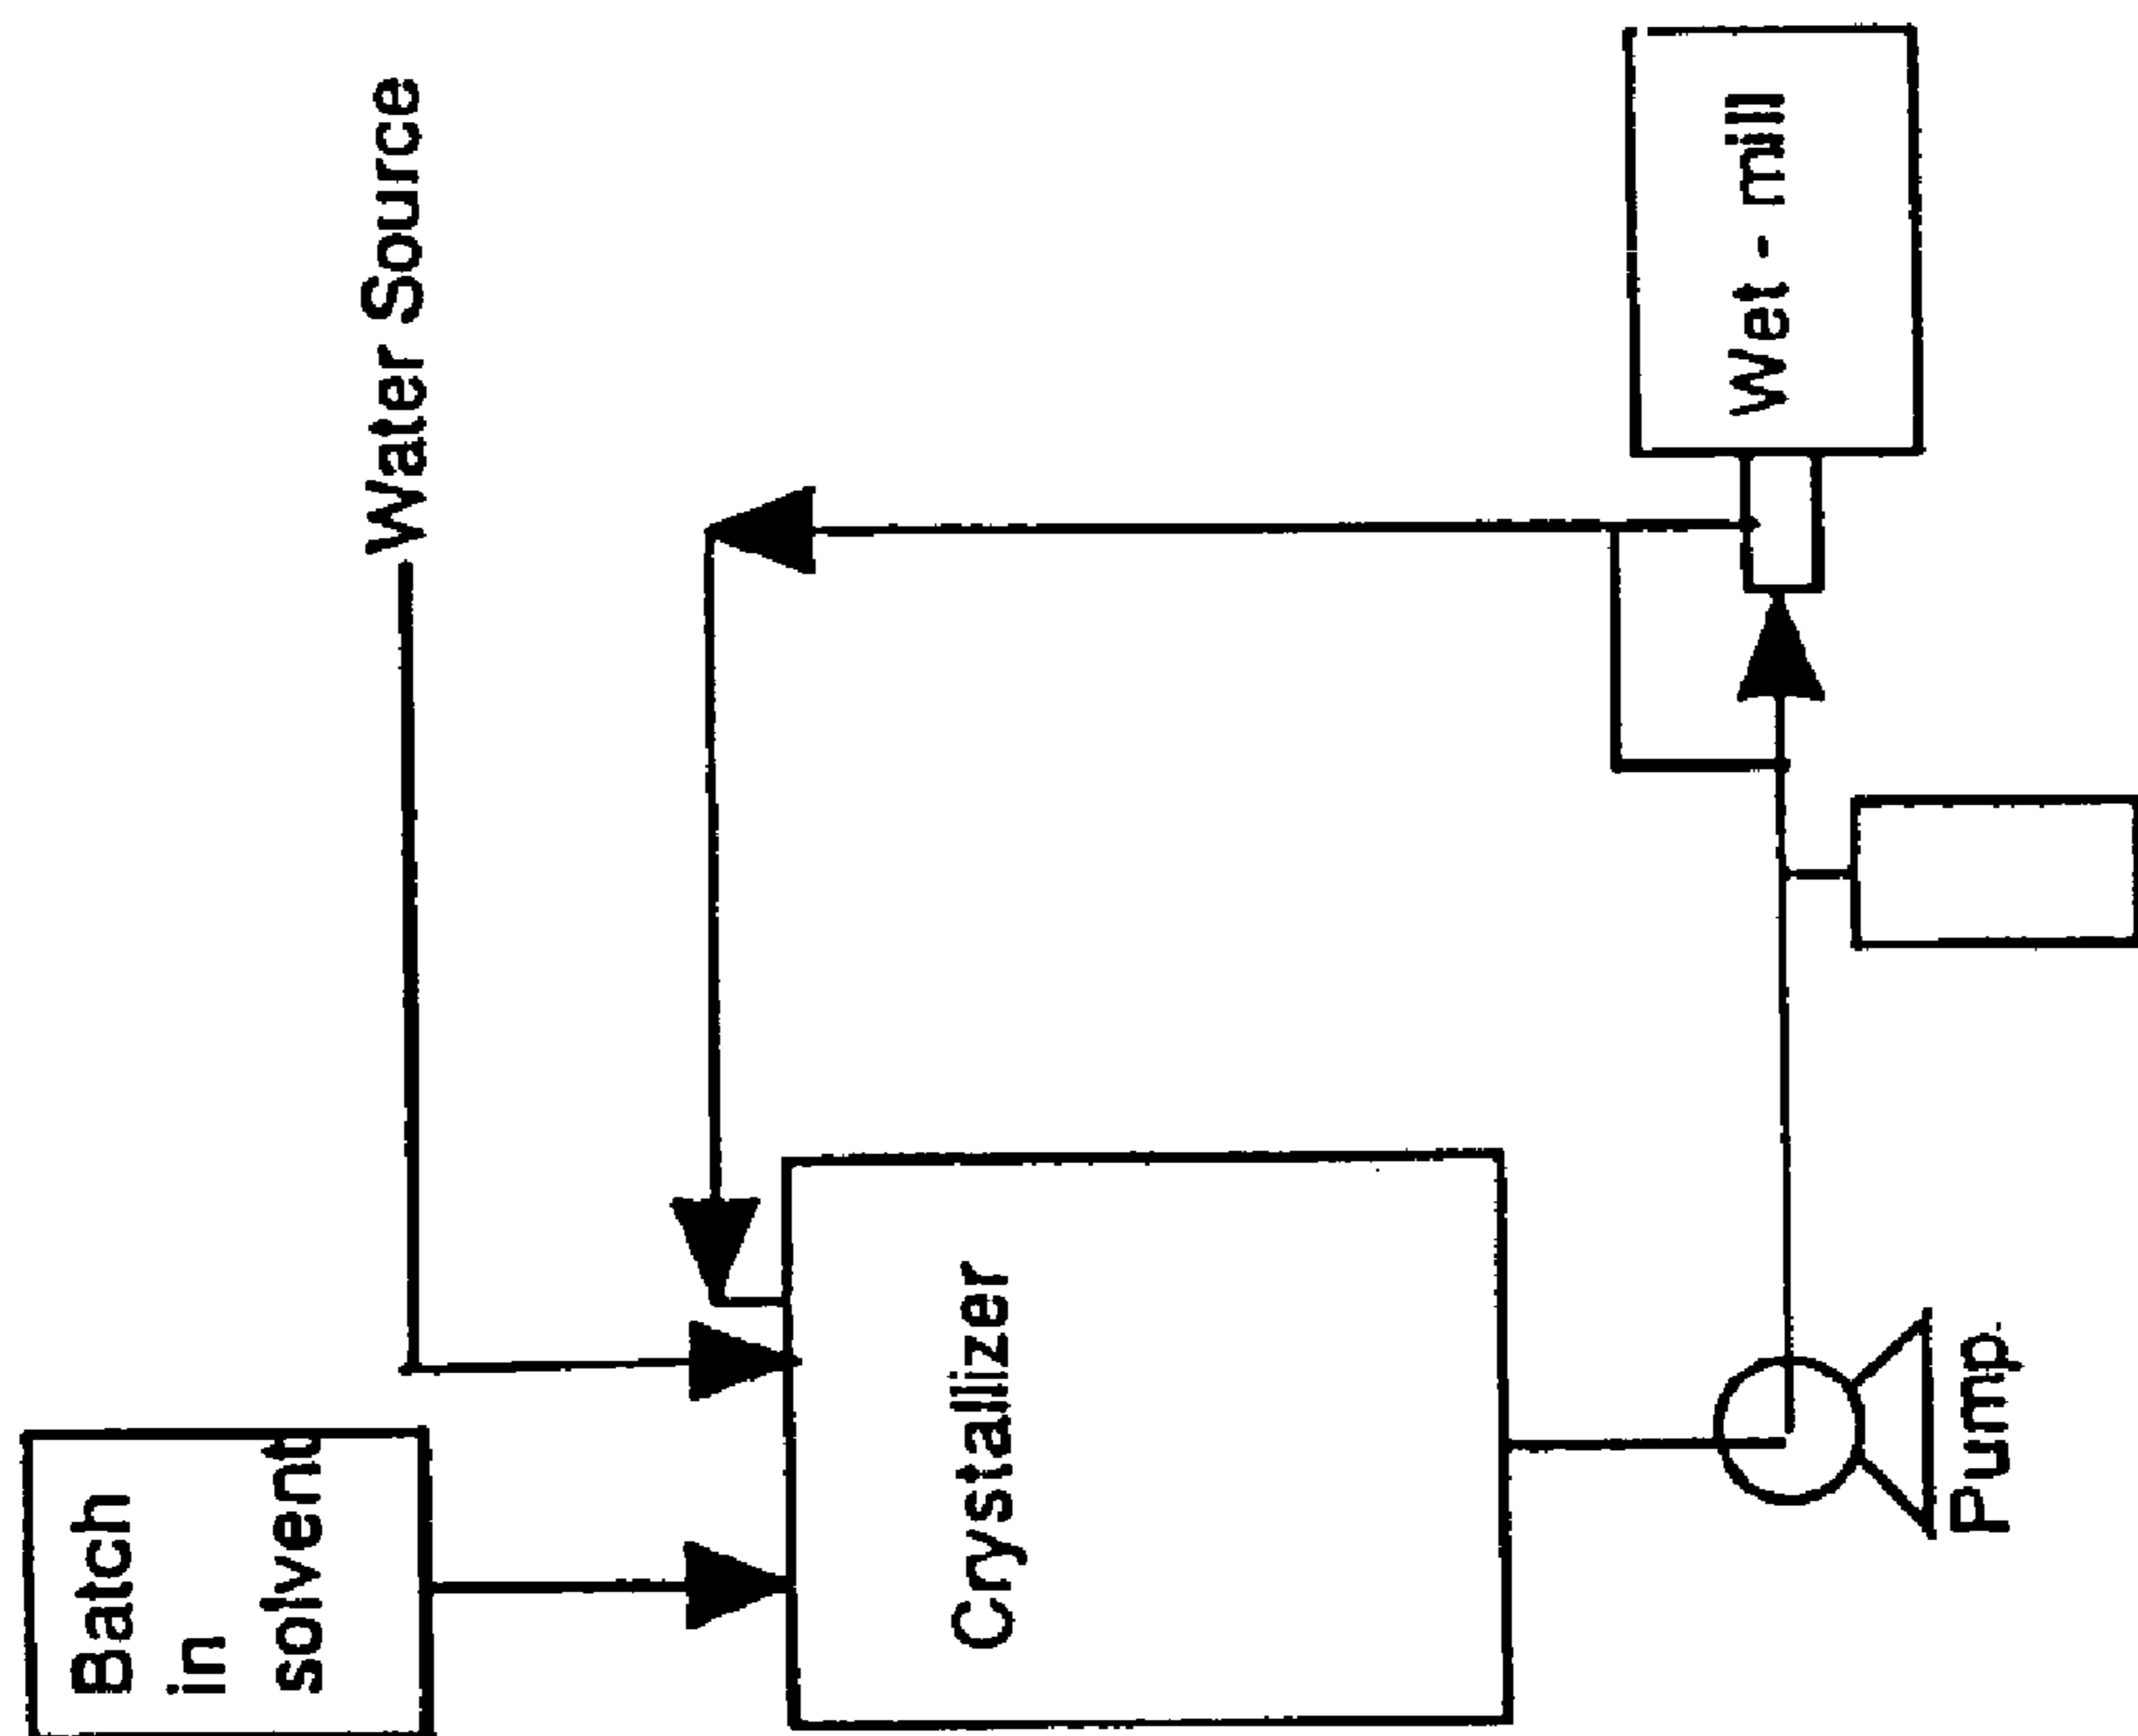 Batch
in
solvent
Water Source
Crystallizer
Wet - mill
Pump